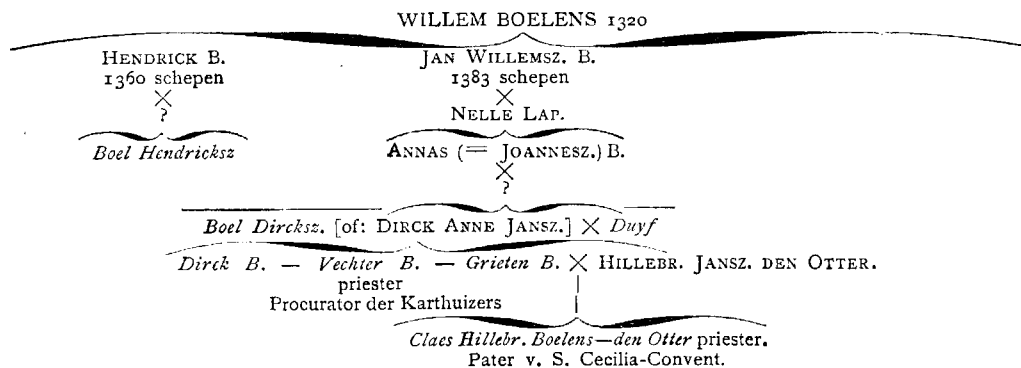 WILLEM BOELENS 1320
HENDRICK B. JAN WILLEMSZ. B.
1360 schepen 1383 schepen
× ×
? NELLE LAP.
Boel Hendricksz ANNAS (= JOANNESZ.) B.
×
?
Boel Dircksz. [of: DIRCK ANNE JANSZ.] × Duyf
Dirck B. — Vechter B. — Grieten B. × HILLEBR. JANSZ. DEN OTTER.
priester
Procurator der Karthuizers
Claes Hillebr. Boelens—den Otter priester.
Pater v. S. Cecilia-Convent.